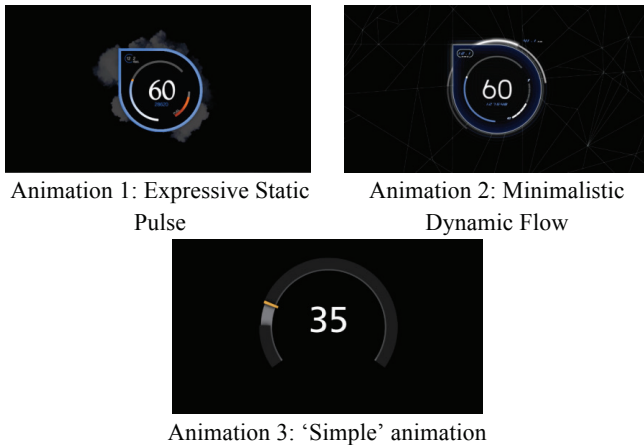 60
60
Animation 1: Expressive Static
Pulse
Animation 2: Minimalistic
Dynamic Flow
35
Animation 3: ‘Simple’ animation